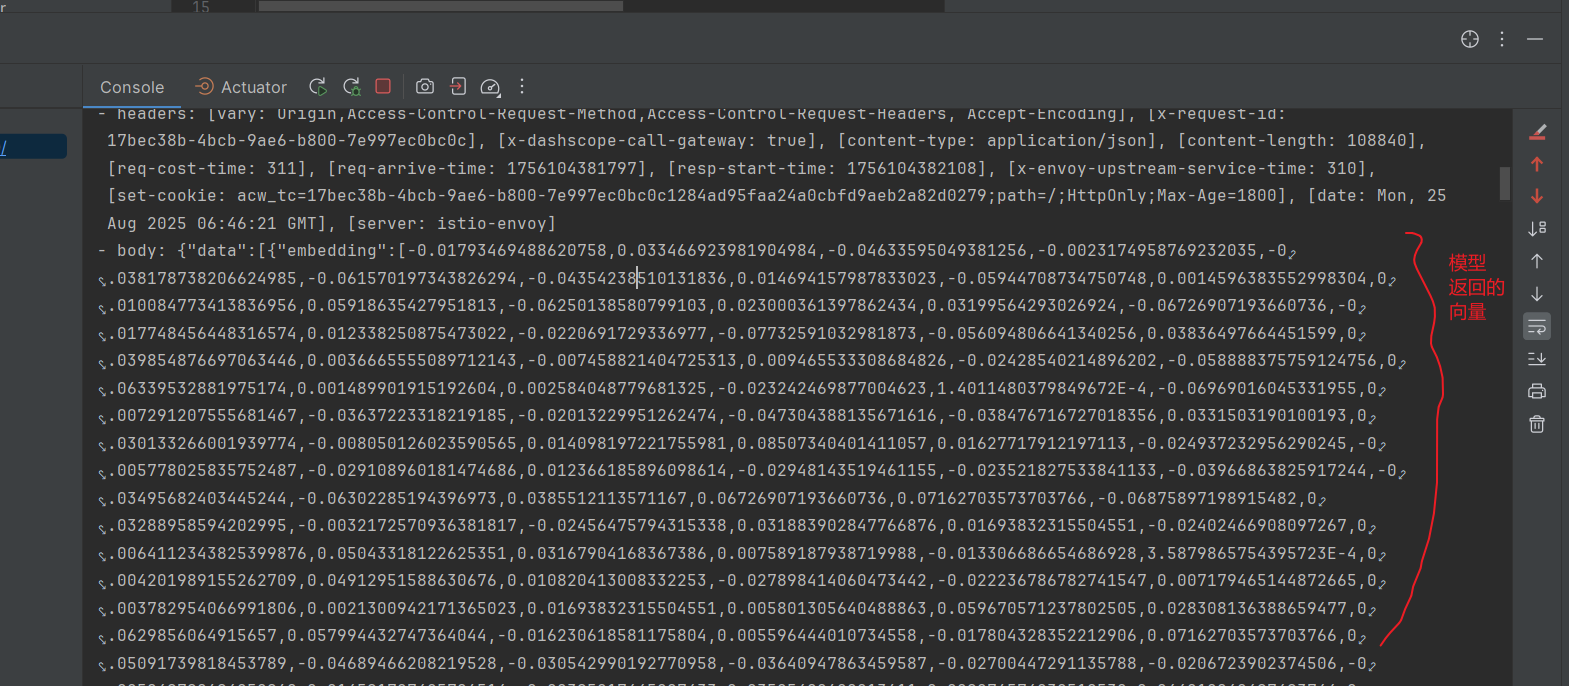 r
15
Console
Actuator
- headers: [Vary: Origin,Access-Control-Request-Method,Access-Control-Request-Headers, Accept-Encoding], [x-request-id:
17bec38b-4bcb-9ae6-b800-7e997ec0bc0c], [x-dashscope-call-gateway: true], [content-type: application/json], [content-length: 108840],
[req-cost-time: 311], [req-arrive-time: 1756104381797], [resp-start-time: 1756104382108], [x-envoy-upstream-service-time: 310],
[set-cookie: acw_tc=17bec38b-4bcb-9ae6-b800-7e997ec0bc0c1284ad95faa24a0cbfd9aeb2a82d0279;path=/;HttpOnly;Max-Age=1800], [date: Mon, 25
Aug 2025 06:46:21 GMT], [server: istio-envoy]
- body: {"data":[{"embedding":[-0.01793469488620758,0.033466923981904984,-0.04633595049381256,-0.0023174958769232035,-0
.038178738206624985,-0.061570197343826294,-0.04354238510131836,0.014694157987833023,-0.05944708734750748,0.0014596383552998304,0
.010084773413836956,0.05918635427951813,-0.06250138580799103,0.023000361397862434,0.03199564293026924,-0.06726907193660736,-0
.017748456448316574,0.012338250875473022,-0.0220691729336977,-0.07732591032981873,-0.056094806641340256,0.03836497664451599,0
.039854876697063446,0.0036665555089712143,-0.007458821404725313,0.009465533308684826,-0.02428540214896202,-0.058888375759124756,0
.06339532881975174,0.001489901915192604,0.002584048779681325,-0.023242469877004623,1.4011480379849672E-4,-0.06969016045331955,0
.007291207555681467,-0.03637223318219185,-0.02013229951262474,-0.047304388135671616,-0.038476716727018356,0.0331503190100193,0
.030133266001939774,-0.008050126023590565,0.014098197221755981,0.08507340401411057,0.01627717912197113,-0.024937232956290245,-0
.005778025835752487,-0.029108960181474686,0.012366185896098614,-0.02948143519461155,-0.023521827533841133,-0.03966863825917244,-0
.03495682403445244,-0.06302285194396973,0.0385512113571167,0.06726907193660736,0.07162703573703766,-0.06875897198915482,0
.03288958594202995,-0.0032172570936381817,-0.02456475794315338,0.031883902847766876,0.01693832315504551,-0.02402466908097267,0
.0064112343825399876,0.05043318122625351,0.03167904168367386,0.007589187938719988,-0.013306686654686928,3.5879865754395723E-4,0
.004201989155262709,0.04912951588630676,0.010820413008332253,-0.027898414060473442,-0.022236786782741547,0.007179465144872665,0
.003782954066991806,0.0021300942171365023,0.01693832315504551,0.005801305640488863,0.059670571237802505,0.028308136388659477,0
.0629856064915657,0.057994432747364044,-0.016230618581175804,0.005596444010734558,-0.017804328352212906,0.07162703573703766,0
.05091739818453789,-0.04689466208219528,-0.030542990192770958,-0.03640947863459587,-0.02700447291135788,-0.0206723902374506,-0
模型
返回的
向量